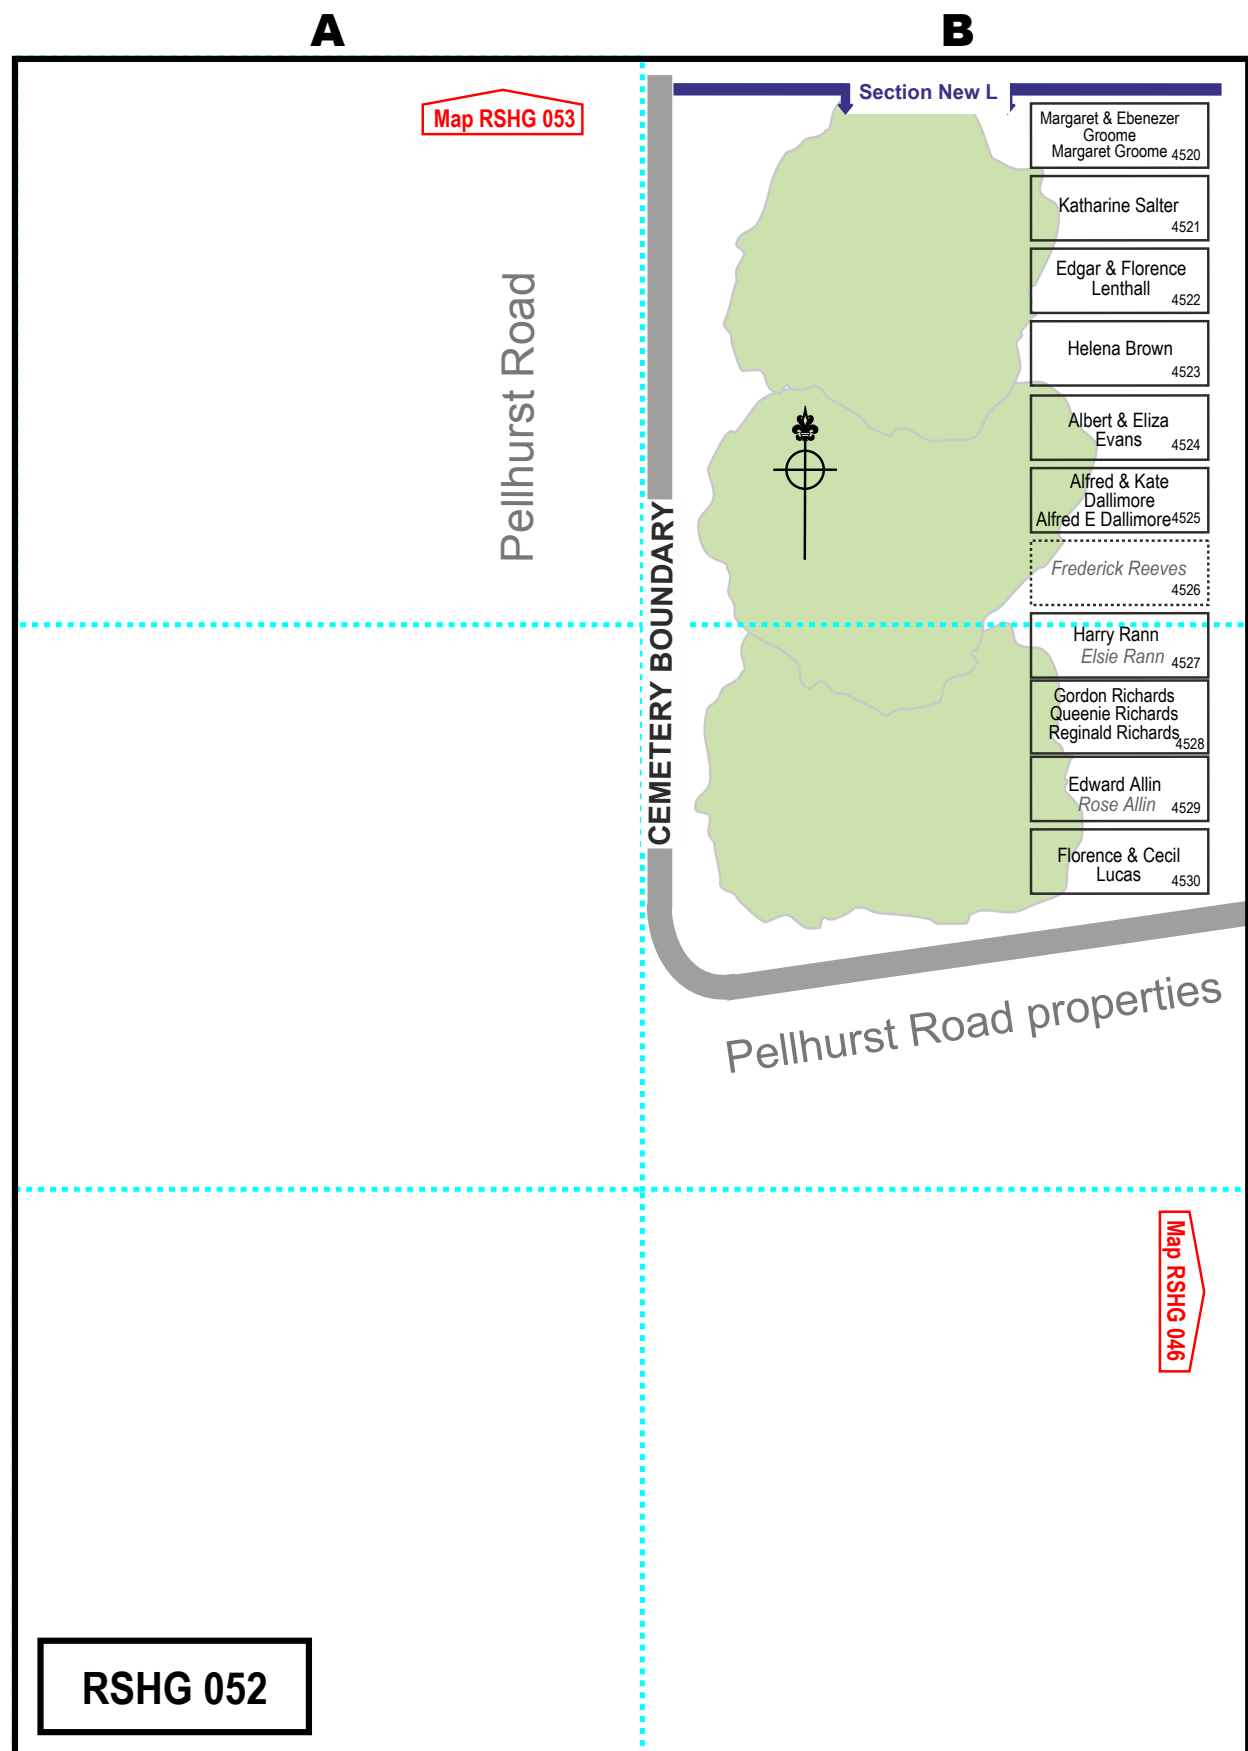 A
B
Map RSHG 053
Section New L
Margaret & Ebenezer
Groome
Margaret Groome 4520
Katharine Salter
4521
Edgar & Florence
Lenthall
4522
Helena Brown
4523
Albert & Eliza
Evans
4524
Alfred & Kate
Dallimore
Alfred E Dallimore 4525
Frederick Reeves
4526
Harry Rann
Elsie Rann 4527
Gordon Richards
Queenie Richards
Reginald Richards
4528
Edward Allin
Rose Allin 4529
Florence & Cecil
Lucas 4530
Pellhurst Road
CEMETERY BOUNDARY
Pellhurst Road properties
Map RSHG 046
RSHG 052